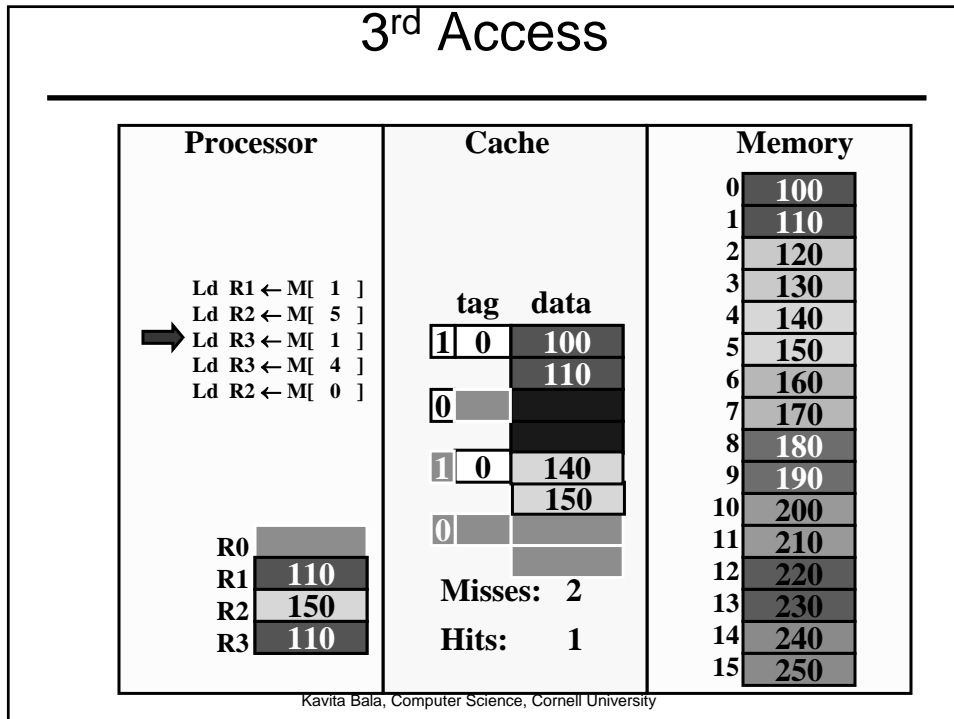 3rd Access
Processor
Cache
Memory
Ld R1 ← M[ 1 ]
Ld R2 ← M[ 5 ]
Ld R3 ← M[ 1 ]
Ld R3 ← M[ 4 ]
Ld R2 ← M[ 0 ]
R0
R1 110
R2 150
R3 110
tag data
1 0 100
110
0
1 0 140
150
0
Misses: 2
Hits: 1
0 100
1 110
2 120
3 130
4 140
5 150
6 160
7 170
8 180
9 190
10 200
11 210
12 220
13 230
14 240
15 250
Kavita Bala, Computer Science, Cornell University